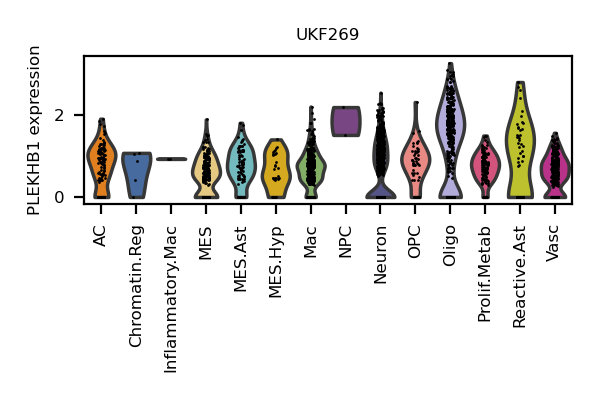 UKF269
PLEKHB1 expression
2
0
AC
Chromatin.Reg
Inflammatory.Mac
MES
MES.Ast
MES.Hyp
Mac
NPC
Neuron
OPC
Oligo
Prolif.Metab
Reactive.Ast
Vasc